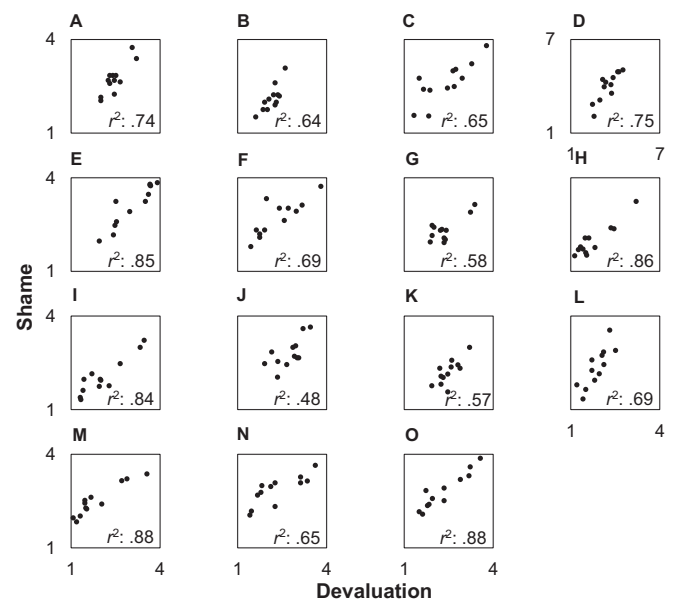 A B C D
4 7
r²: .74 r²: .64 r²: .65 r²: .75
1 1
1 7
E F G H
4
r²: .85 r²: .69 r²: .58 r²: .86
1
I J K L
4
r²: .84 r²: .48 r²: .57 r²: .69
1
1 4
M N O
4
r²: .88 r²: .65 r²: .88
1
1 4 1 4 1 4
Shame
Devaluation